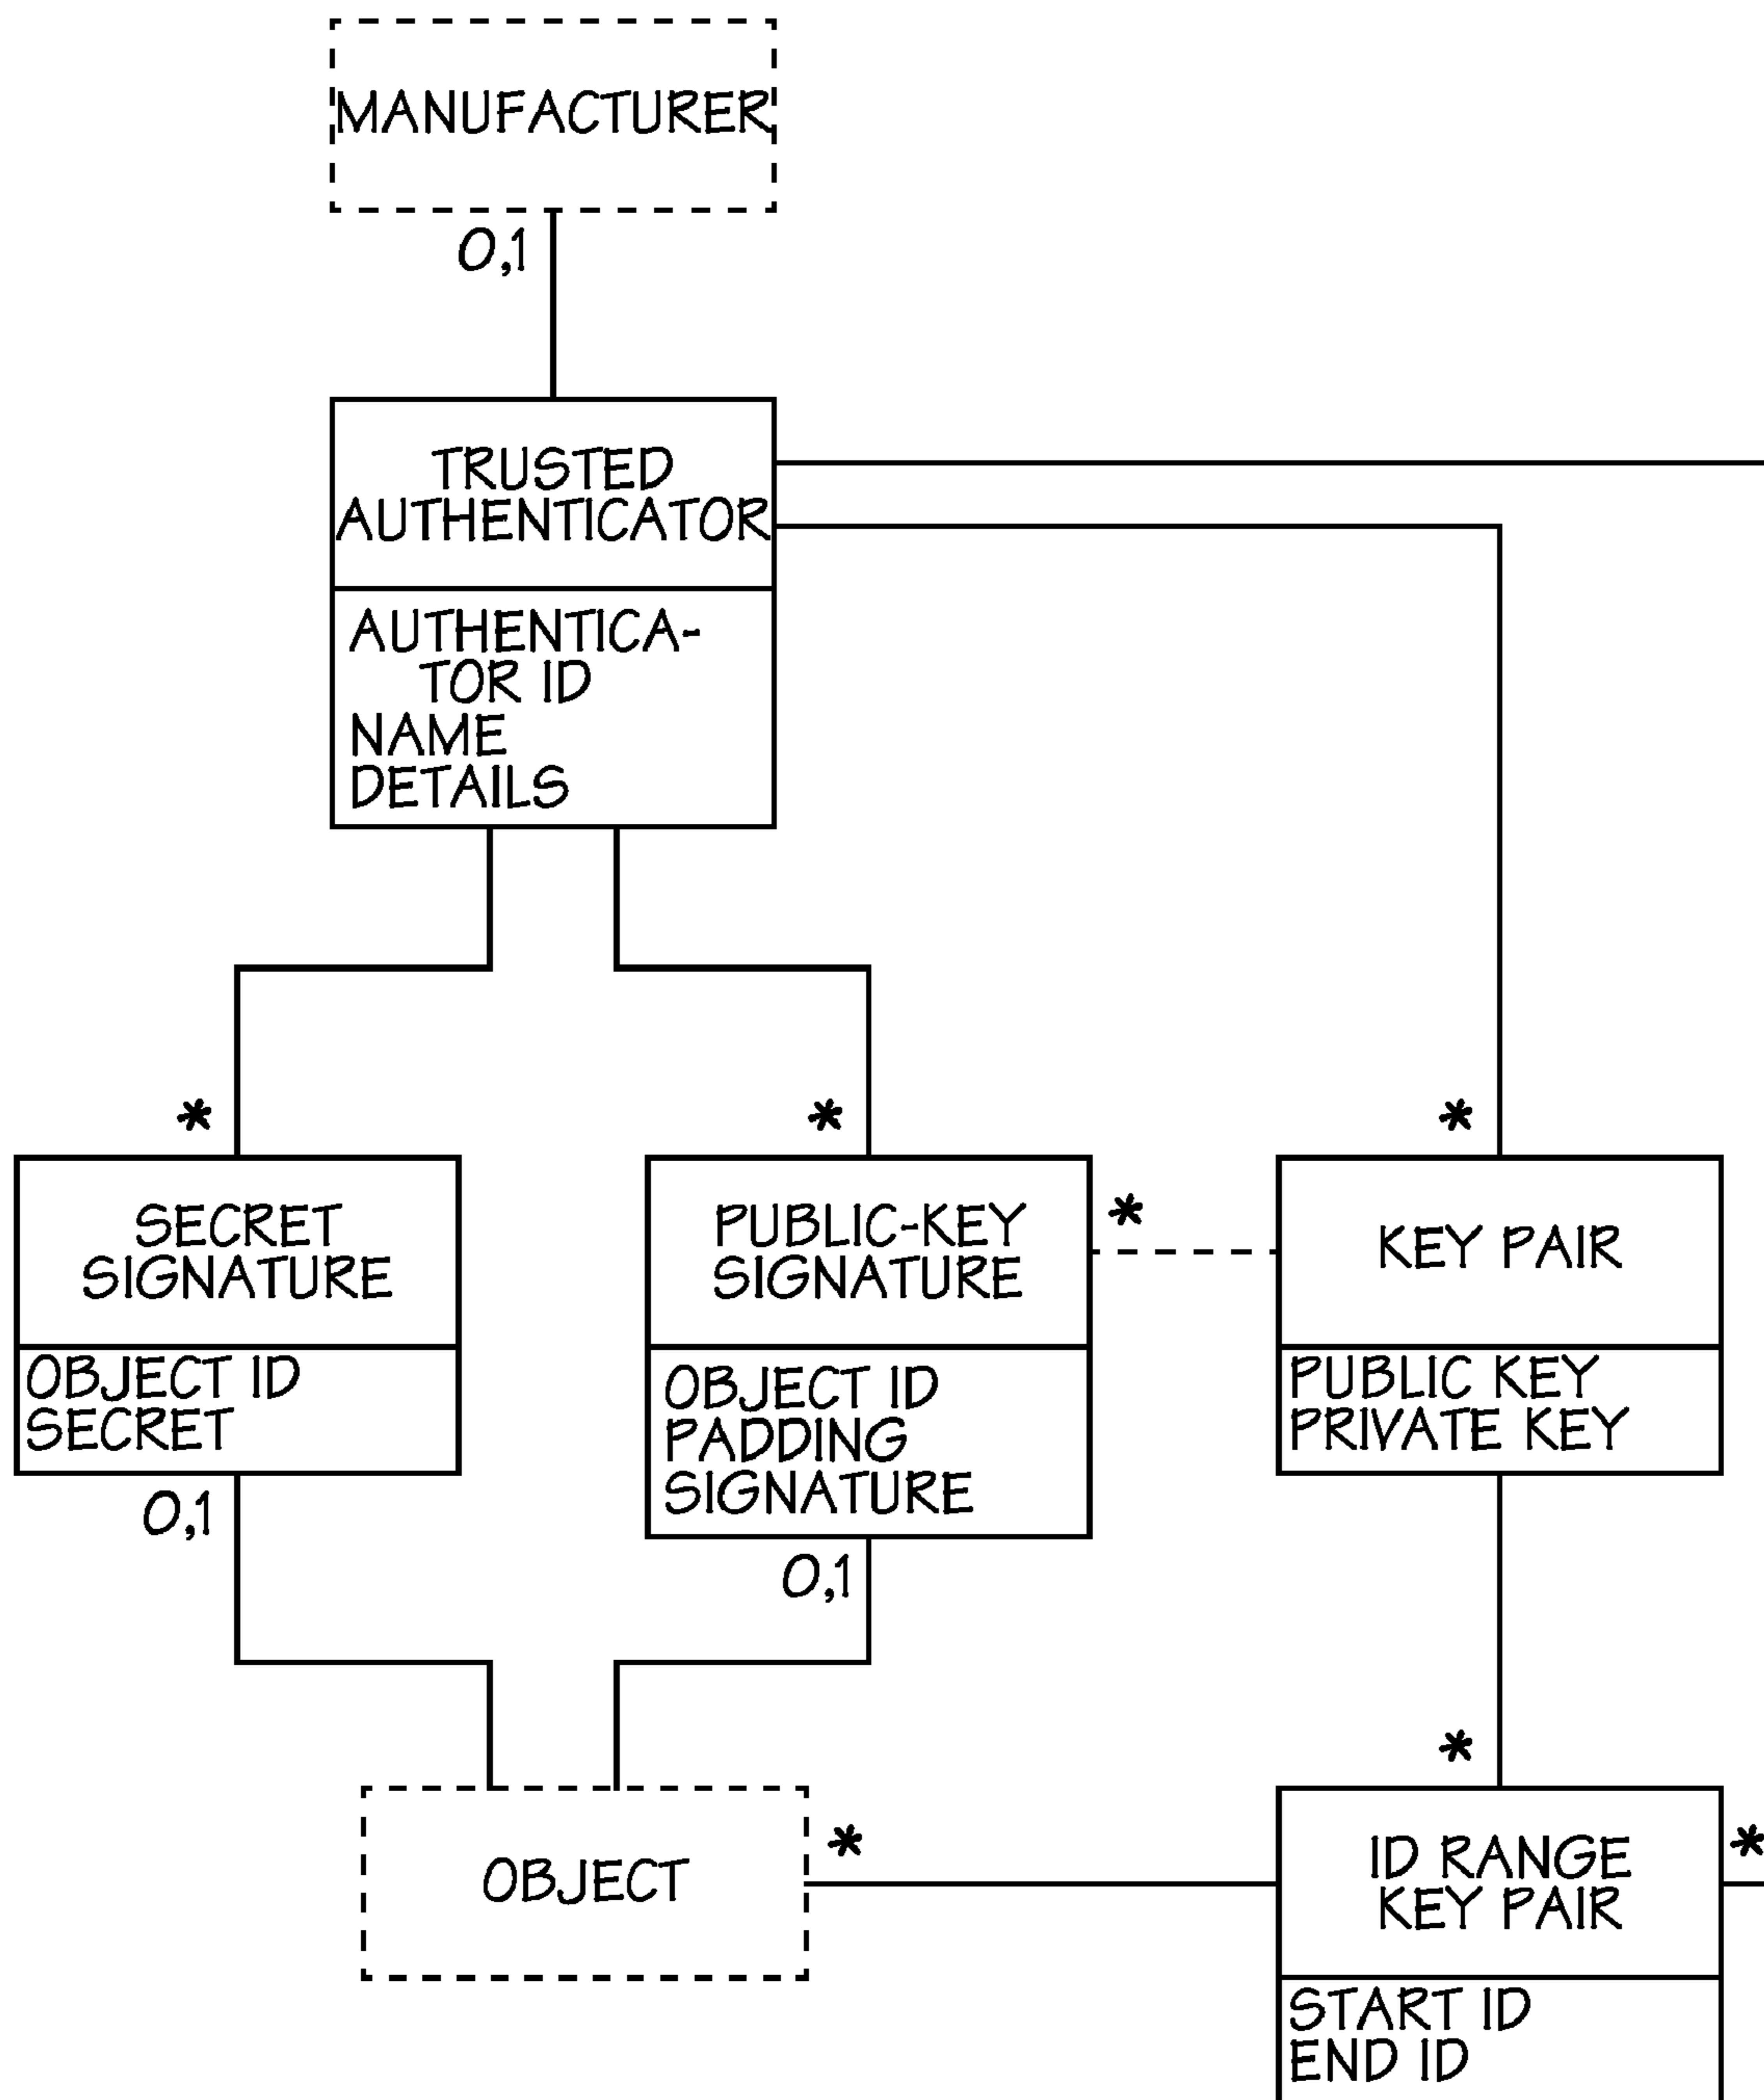 MANUFACTURER
0,1
TRUSTED
AUTHENTICATOR
AUTHENTICA-
TOR ID
NAME
DETAILS
*
*
*
SECRET
SIGNATURE
OBJECT ID
SECRET
0,1
PUBLIC-KEY
SIGNATURE
*
OBJECT ID
PADDING
SIGNATURE
0,1
KEY PAIR
PUBLIC KEY
PRIVATE KEY
*
OBJECT
*
ID RANGE
KEY PAIR
*
START ID
END ID